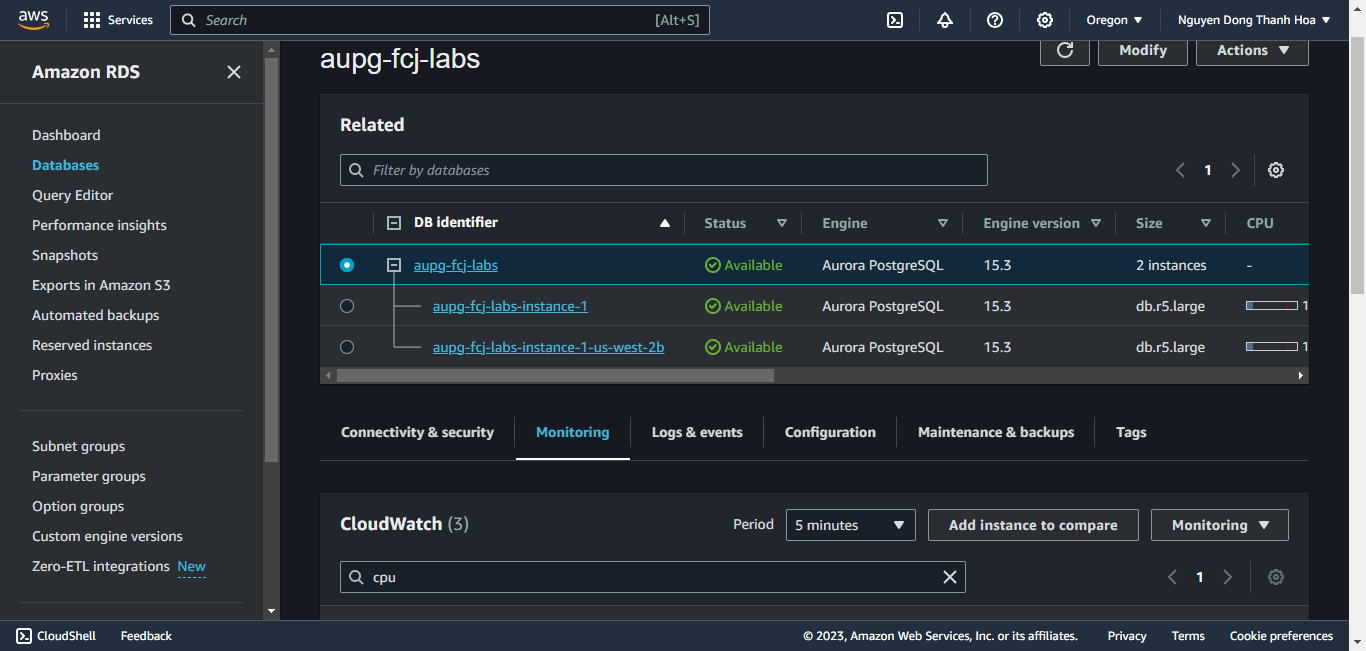 aws
Services
Search [Alt+S]
Oregon
Nguyen Dong Thanh Hoa
Amazon RDS
Dashboard
Databases
Query Editor
Performance insights
Snapshots
Exports in Amazon S3
Automated backups
Reserved instances
Proxies
Subnet groups
Parameter groups
Option groups
Custom engine versions
Zero-ETL integrations New
aupg-fcj-labs
Modify
Actions
Related
Filter by databases
1
DB identifier Status Engine Engine version Size CPU
aupg-fcj-labs Available Aurora PostgreSQL 15.3 2 instances -
aupg-fcj-labs-instance-1 Available Aurora PostgreSQL 15.3 db.r5.large
aupg-fcj-labs-instance-1-us-west-2b Available Aurora PostgreSQL 15.3 db.r5.large
Connectivity & security Monitoring Logs & events Configuration Maintenance & backups Tags
CloudWatch (3) Period 5 minutes Add instance to compare Monitoring
cpu 1
CloudShell Feedback © 2023, Amazon Web Services, Inc. or its affiliates. Privacy Terms Cookie preferences